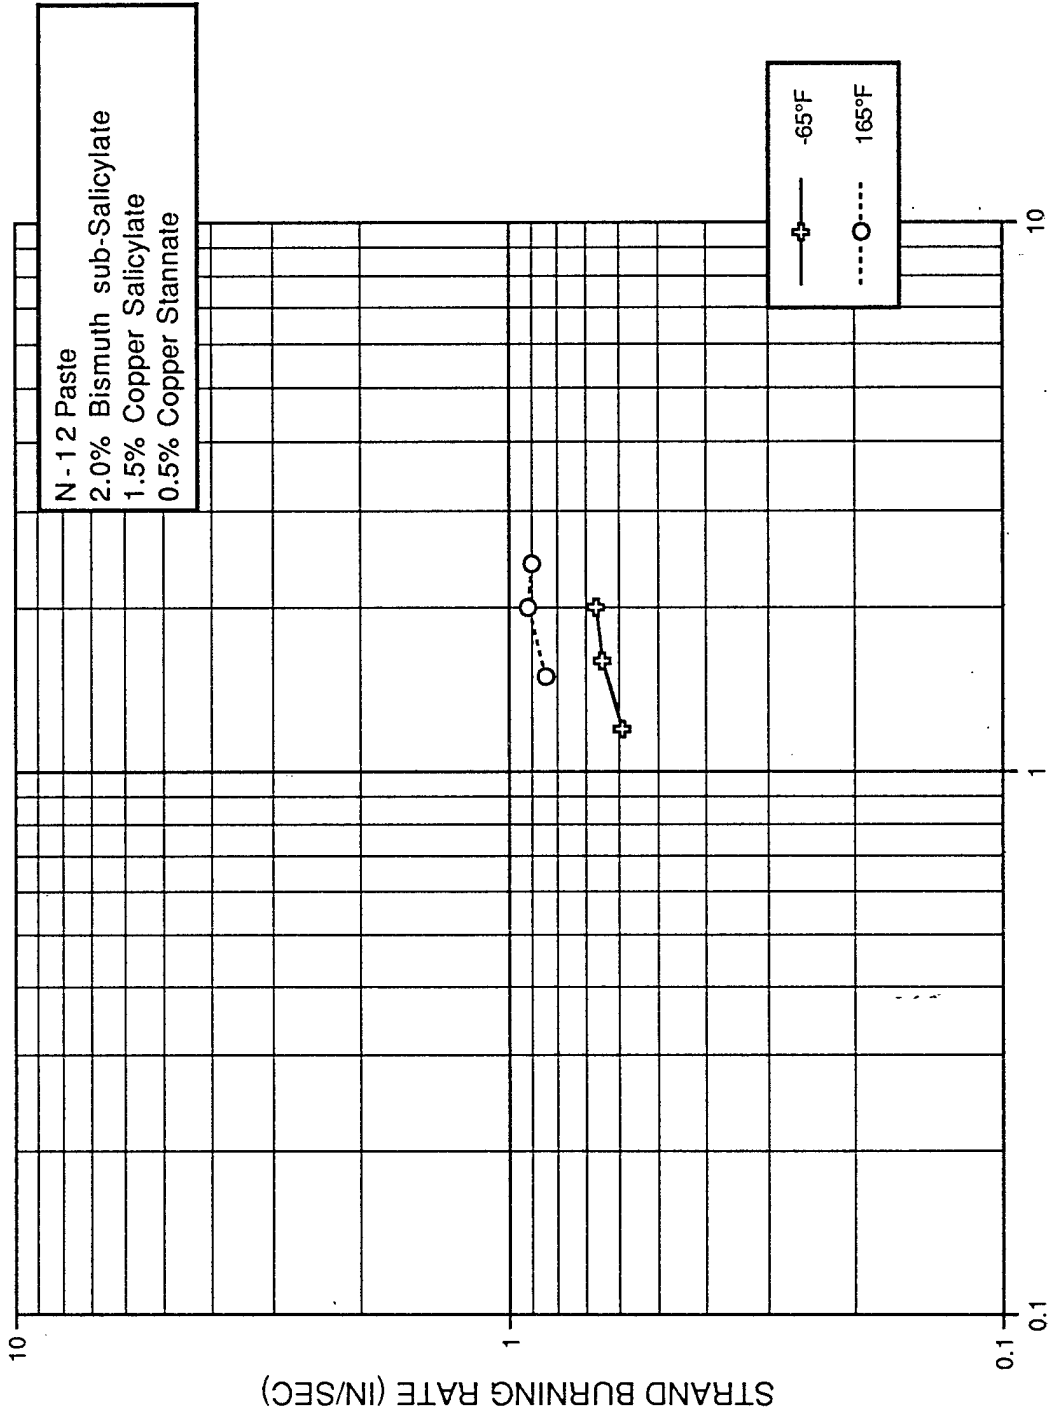 N-12 Paste
2.0% Bismuth sub-Salicylate
1.5% Copper Salicylate
0.5% Copper Stannate
-65°F
165°F
10
1
0.1
STRAND BURNING RATE (IN/SEC)
0.1
1
10